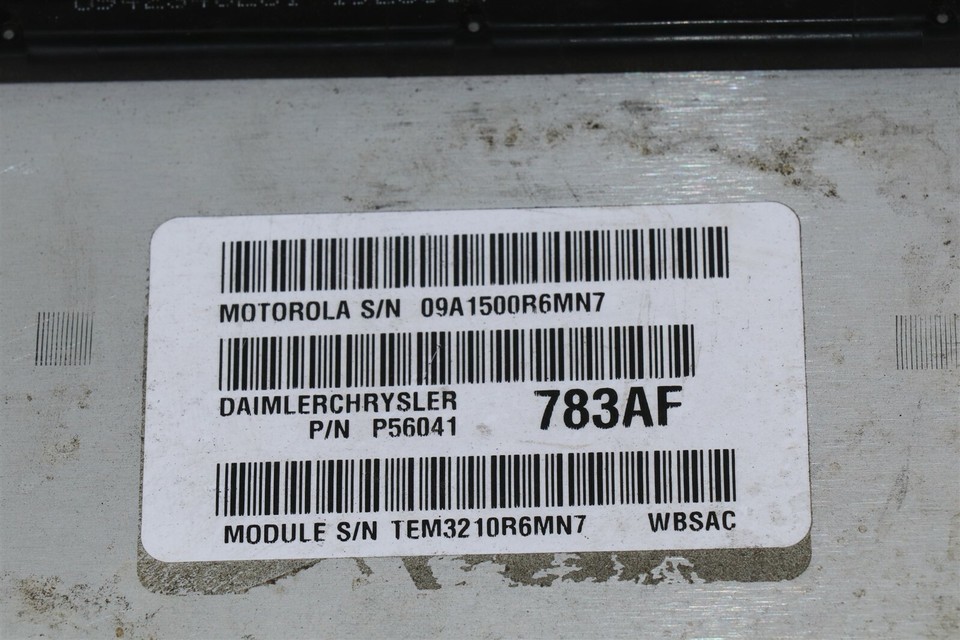 MOTOROLA S/N 09A1500R6MN7
DAIMLERCHRYSLER
P/N P56041 783AF
MODULE S/N TEM3210R6MN7 WBSAC